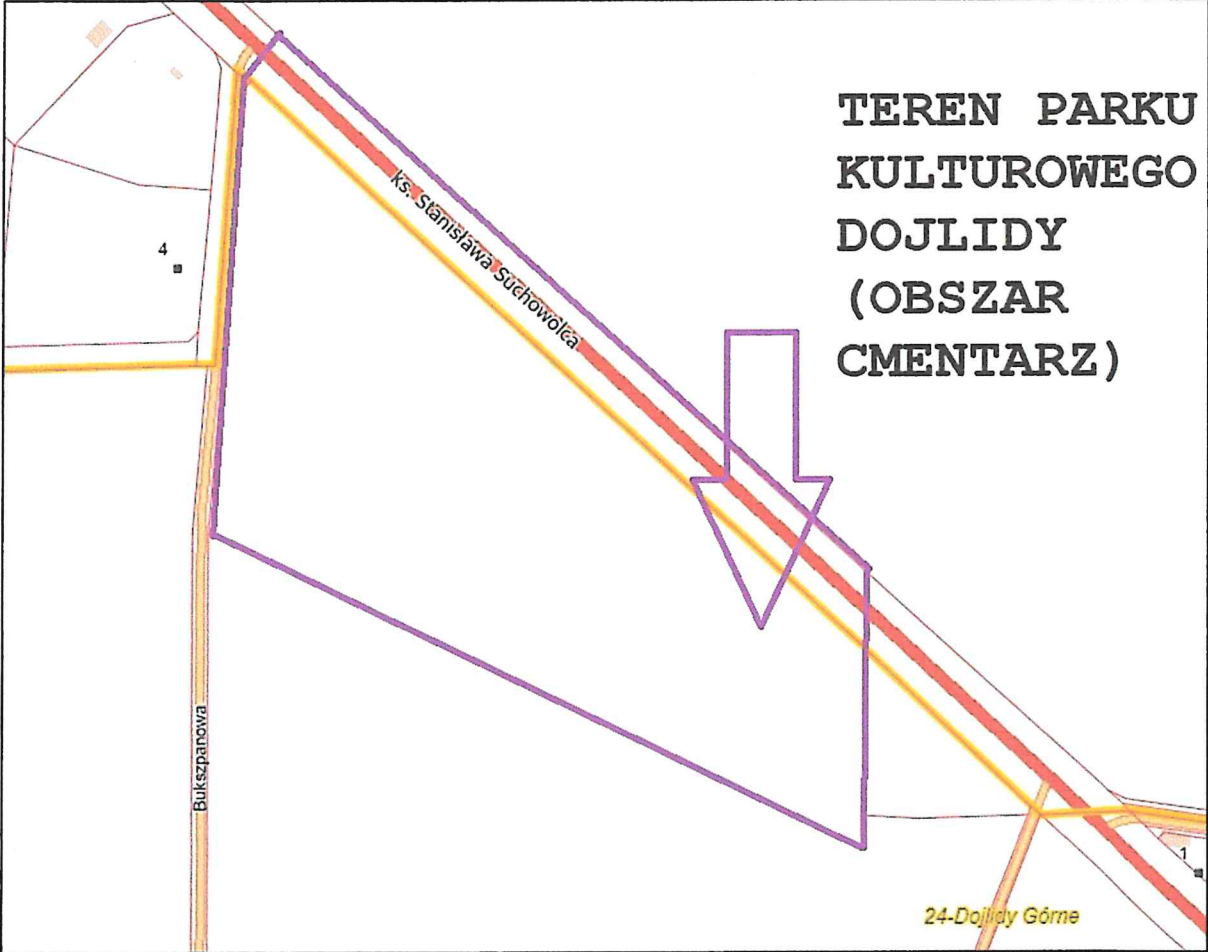 TEREN PARKU
KULTUROWEGO
DOJLIDY
(OBSZAR
CMENTARZ)
ks. Stanisława Suchowolca
4
Bukszpanowa
1
24-Dojlidy Górne